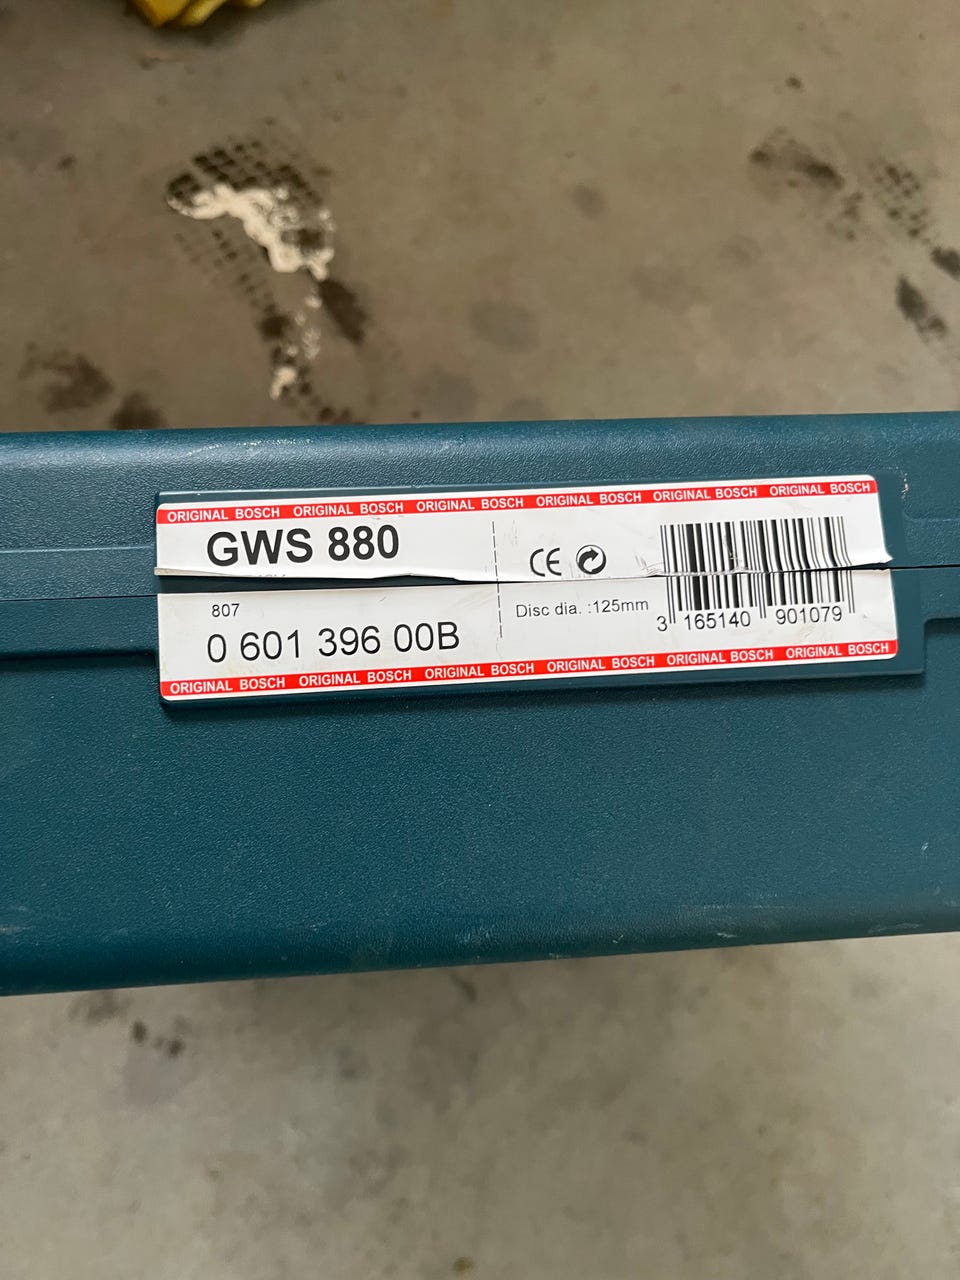 ORIGINAL BOSCH ORIGINAL BOSCH ORIGINAL BOSCH ORIGINAL BOSCH ORIGINAL BOSCH ORIGINAL BOSCH
GWS 880
CE
807
Disc dia. :125mm
0 601 396 00B
3 165140 901079
ORIGINAL BOSCH ORIGINAL BOSCH ORIGINAL BOSCH ORIGINAL BOSCH ORIGINAL BOSCH ORIGINAL BOSCH